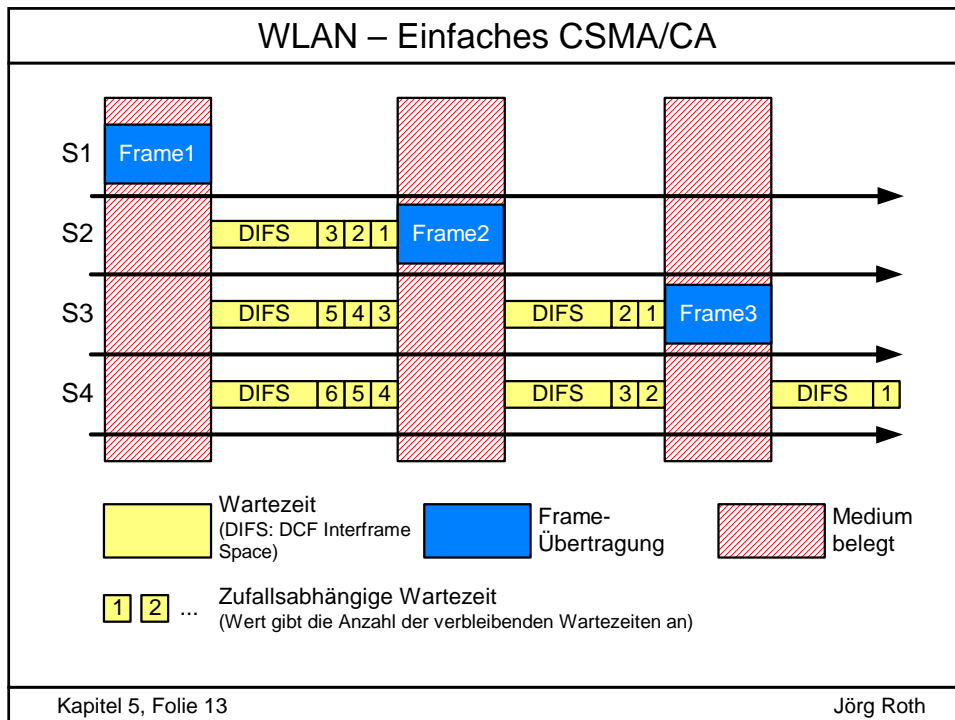 WLAN – Einfaches CSMA/CA
S1 Frame1
S2 DIFS 3 2 1 Frame2
S3 DIFS 5 4 3 DIFS 2 1 Frame3
S4 DIFS 6 5 4 DIFS 3 2 DIFS 1
Wartezeit
(DIFS: DCF Interframe
Space)
Frame-
Übertragung
Medium
belegt
1 2 ... Zufallsabhängige Wartezeit
(Wert gibt die Anzahl der verbleibenden Wartezeiten an)
Kapitel 5, Folie 13 Jörg Roth